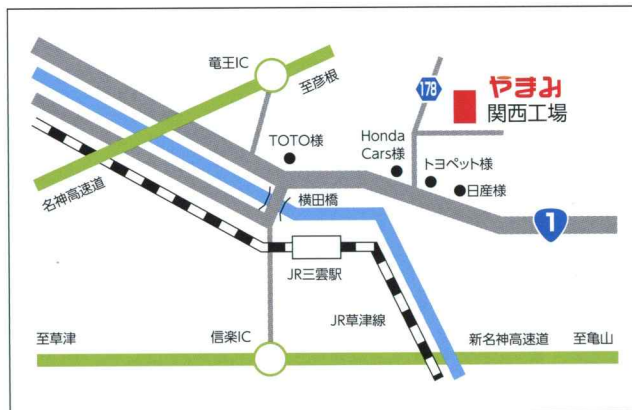 竜王IC
至彦根
178
やまみ
関西工場
TOTO様
Honda
Cars様
トヨペット様
日産様
名神高速道
横田橋
1
JR三雲駅
JR草津線
至草津
信楽IC
新名神高速道
至亀山